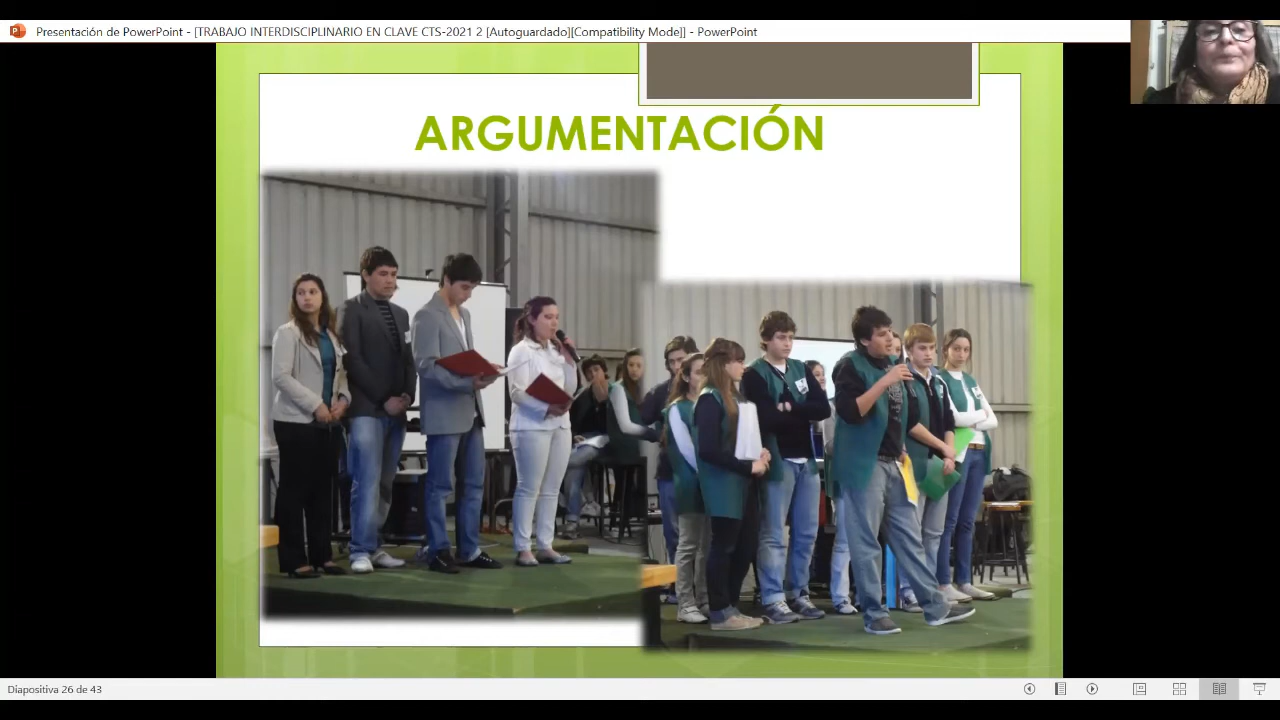 Presentación de PowerPoint - [TRABAJO INTERDISCIPLINARIO EN CLAVE CTS-2021 2 [Autoguardado][Compatibility Mode]] - PowerPoint
ARGUMENTACIÓN
Diapositiva 26 de 43